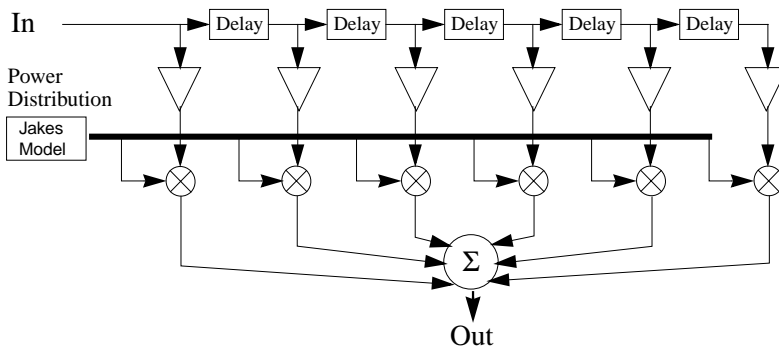 In
Delay
Delay
Delay
Delay
Delay
Power
Distribution
Jakes
Model
Σ
Out